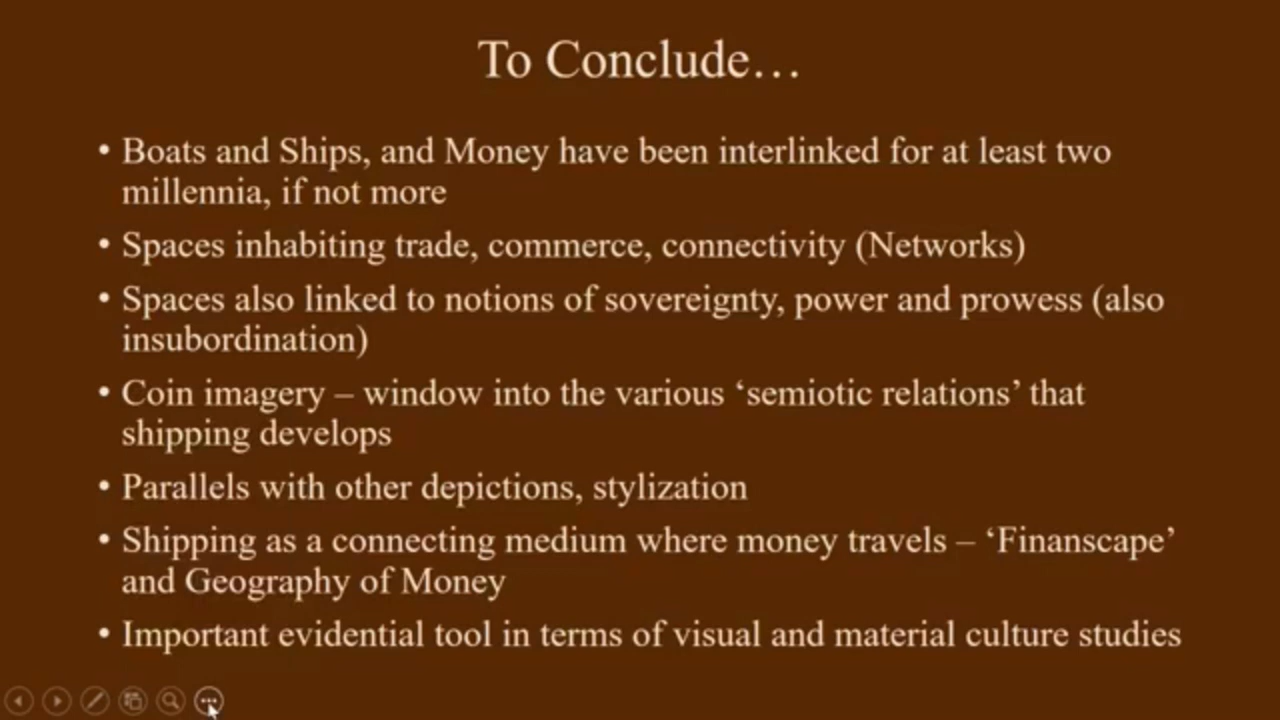 To Conclude…
• Boats and Ships, and Money have been interlinked for at least two
millennia, if not more
• Spaces inhabiting trade, commerce, connectivity (Networks)
• Spaces also linked to notions of sovereignty, power and prowess (also
insubordination)
• Coin imagery – window into the various ‘semiotic relations’ that
shipping develops
• Parallels with other depictions, stylization
• Shipping as a connecting medium where money travels – ‘Finanscape’
and Geography of Money
• Important evidential tool in terms of visual and material culture studies